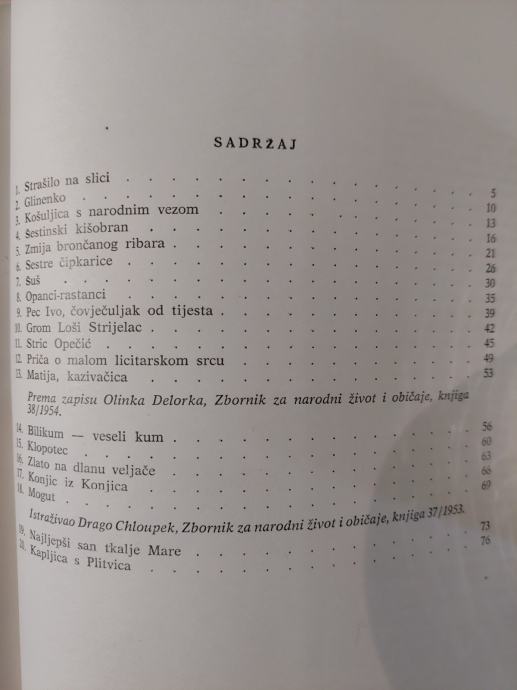 SADRŽAJ
1. Strašilo na slici . . . . . . . . . . . . . 5
2. Glinenko . . . . . . . . . . . . . . . 10
3. Košuljica s narodnim vezom . . . . . . . . . . 13
4. Šestinski kišobran . . . . . . . . . . . . . 16
5. Zmija brončanog ribara . . . . . . . . . . . . 21
6. Sestre čipkarice . . . . . . . . . . . . . 26
7. Šuš . . . . . . . . . . . . . . . . 30
8. Opanci-rastanci . . . . . . . . . . . . . 35
9. Pec Ivo, čovječuljak od tijesta . . . . . . . . . . 39
10. Grom Loši Strijelac . . . . . . . . . . . . 42
11. Stric Opečić . . . . . . . . . . . . . . 45
12. Priča o malom licitarskom srcu . . . . . . . . . 49
13. Matija, kazivačica . . . . . . . . . . . . . 53
Prema zapisu Olinka Delorka, Zbornik za narodni život i običaje, knjiga
38/1954.
14. Bilikum — veseli kum . . . . . . . . . . . . 56
15. Klopotec . . . . . . . . . . . . . . . 60
16. Zlato na dlanu veljače . . . . . . . . . . . . 63
17. Konjic iz Konjica . . . . . . . . . . . . . 66
18. Mogut . . . . . . . . . . . . . . . 69
Istraživao Drago Chloupek, Zbornik za narodni život i običaje, knjiga 37/1953.
19. Najljepši san tkalje Mare . . . . . . . . . . . 73
20. Kapljica s Plitvica . . . . . . . . . . . . . 76